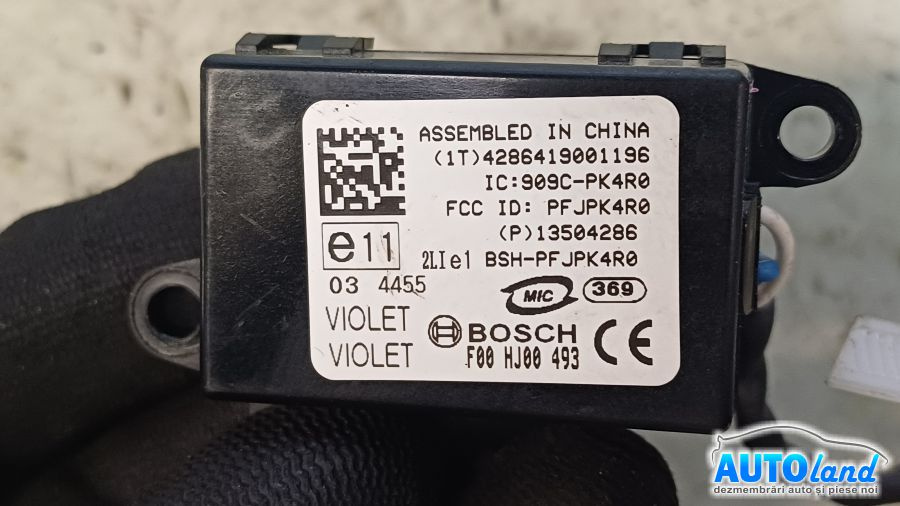 ASSEMBLED IN CHINA
(1T)4286419001196
IC:909C-PK4R0
FCC ID: PFJPK4R0
(P)13504286
e11
2LIe1 BSH-PFJPK4R0
03 4455
MIC 369
VIOLET
VIOLET
BOSCH CE
F00 HJ00 493
AUTOland
dezmembrări auto și piese noi